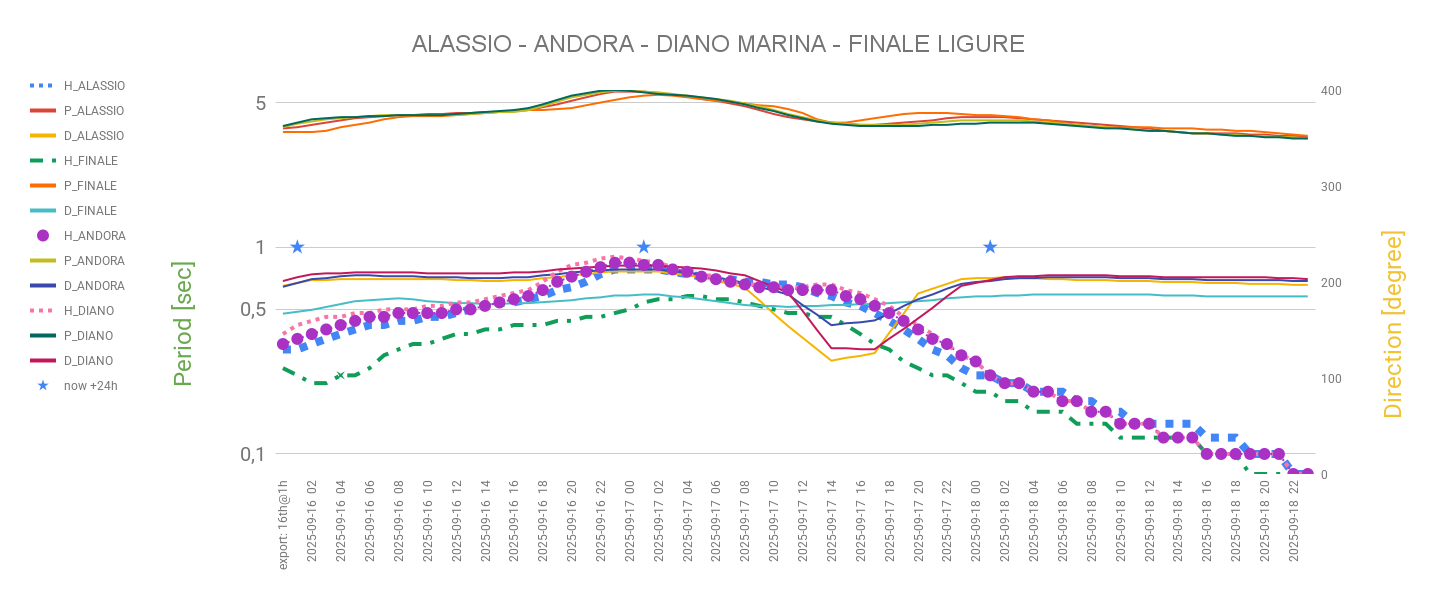 ALASSIO - ANDORA - DIANO MARINA - FINALE LIGURE
H_ALASSIO
P_ALASSIO
D_ALASSIO
H_FINALE
P_FINALE
D_FINALE
H_ANDORA
P_ANDORA
D_ANDORA
H_DIANO
P_DIANO
D_DIANO
now +24h
Period [sec]
5
1
0,5
0,1
400
300
200
100
0
Direction [degree]
export: 16th@1h
2025-09-16 02
2025-09-16 04
2025-09-16 06
2025-09-16 08
2025-09-16 10
2025-09-16 12
2025-09-16 14
2025-09-16 16
2025-09-16 18
2025-09-16 20
2025-09-16 22
2025-09-17 00
2025-09-17 02
2025-09-17 04
2025-09-17 06
2025-09-17 08
2025-09-17 10
2025-09-17 12
2025-09-17 14
2025-09-17 16
2025-09-17 18
2025-09-17 20
2025-09-17 22
2025-09-18 00
2025-09-18 02
2025-09-18 04
2025-09-18 06
2025-09-18 08
2025-09-18 10
2025-09-18 12
2025-09-18 14
2025-09-18 16
2025-09-18 18
2025-09-18 20
2025-09-18 22